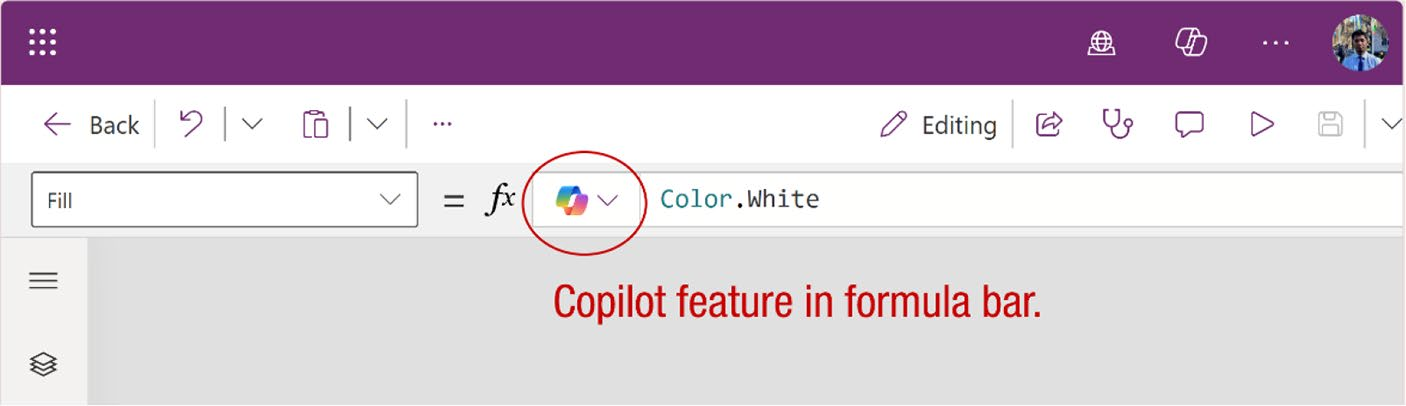 Back
Editing
Fill
= fx
Color.White
Copilot feature in formula bar.